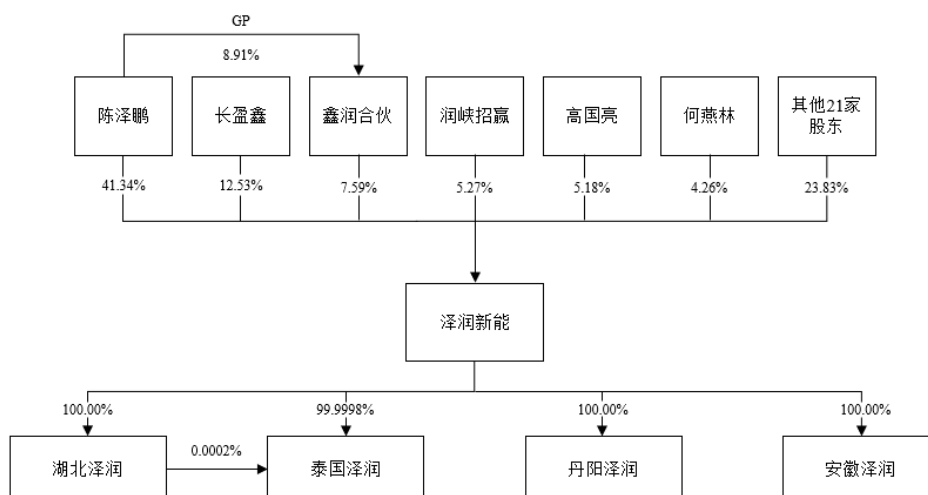 GP
8.91%
陈泽鹏
长盈鑫
鑫润合伙
润峡招赢
高国亮
何燕林
其他21家
股东
41.34%
12.53%
7.59%
5.27%
5.18%
4.26%
23.83%
泽润新能
100.00%
99.9998%
100.00%
100.00%
湖北泽润
0.0002%
泰国泽润
丹阳泽润
安徽泽润